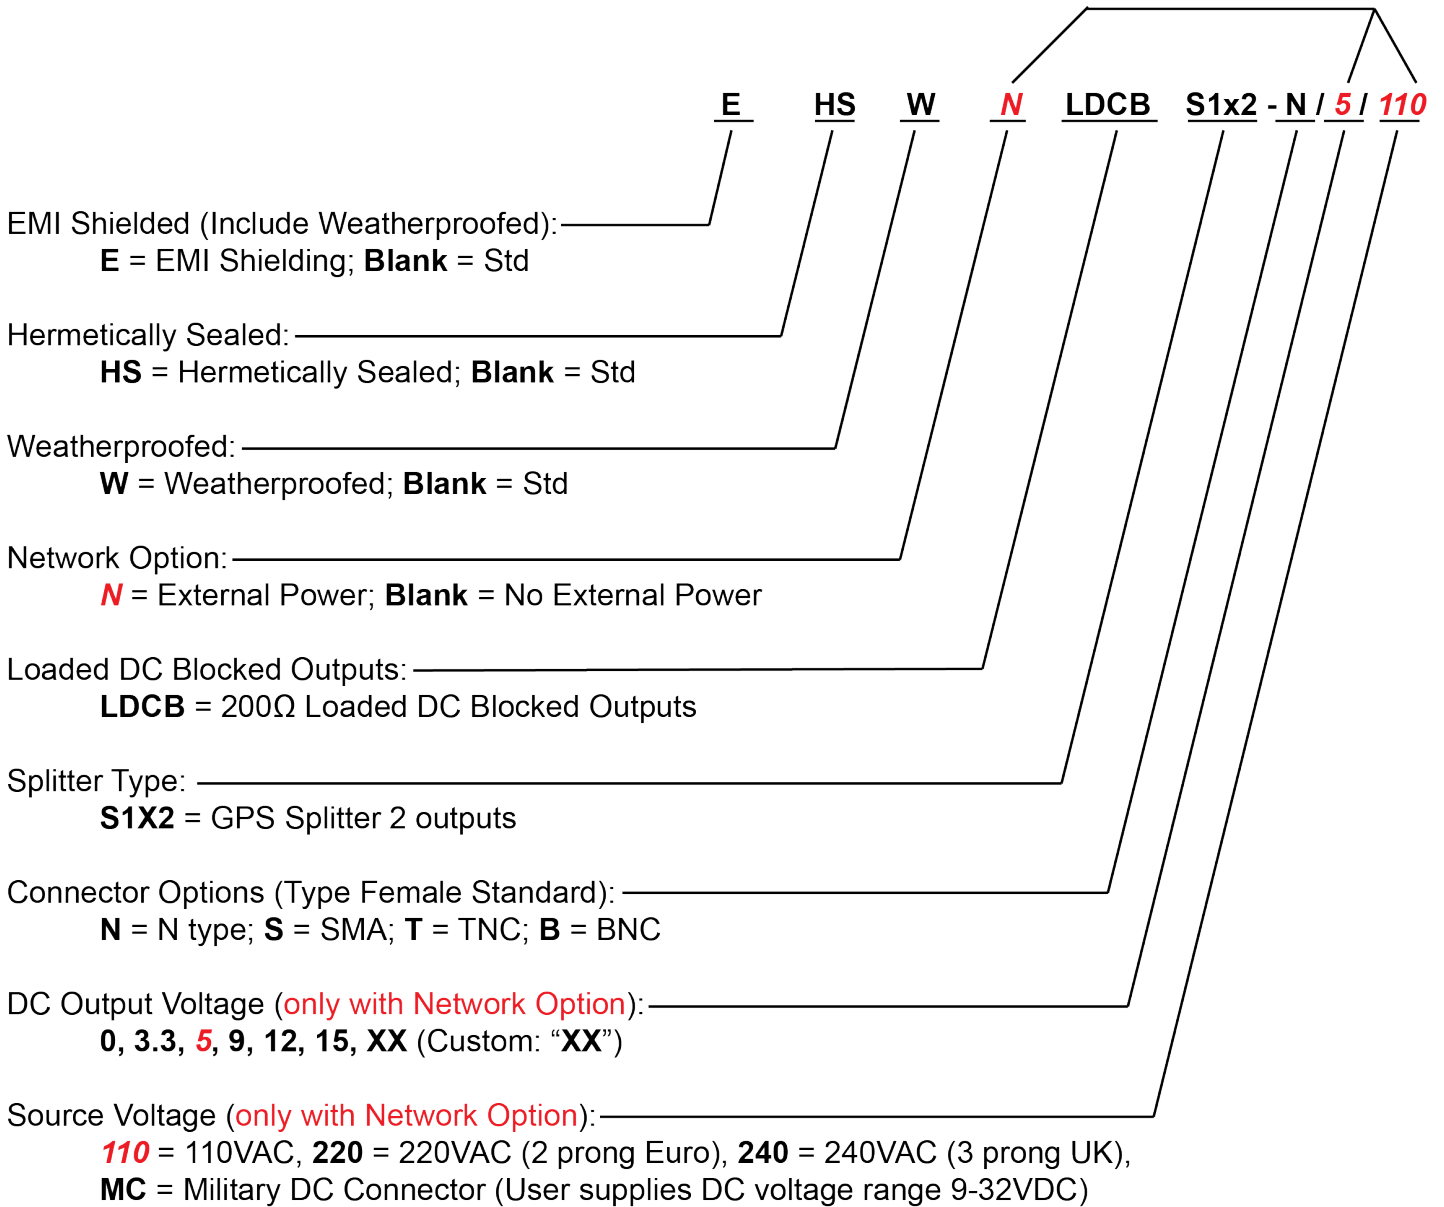 E HS W N LDCB S1x2 - N / 5 / 110
EMI Shielded (Include Weatherproofed):
E = EMI Shielding; Blank = Std
Hermetically Sealed:
HS = Hermetically Sealed; Blank = Std
Weatherproofed:
W = Weatherproofed; Blank = Std
Network Option:
N = External Power; Blank = No External Power
Loaded DC Blocked Outputs:
LDCB = 200Ω Loaded DC Blocked Outputs
Splitter Type:
S1X2 = GPS Splitter 2 outputs
Connector Options (Type Female Standard):
N = N type; S = SMA; T = TNC; B = BNC
DC Output Voltage (only with Network Option):
0, 3.3, 5, 9, 12, 15, XX (Custom: “XX”)
Source Voltage (only with Network Option):
110 = 110VAC, 220 = 220VAC (2 prong Euro), 240 = 240VAC (3 prong UK),
MC = Military DC Connector (User supplies DC voltage range 9-32VDC)